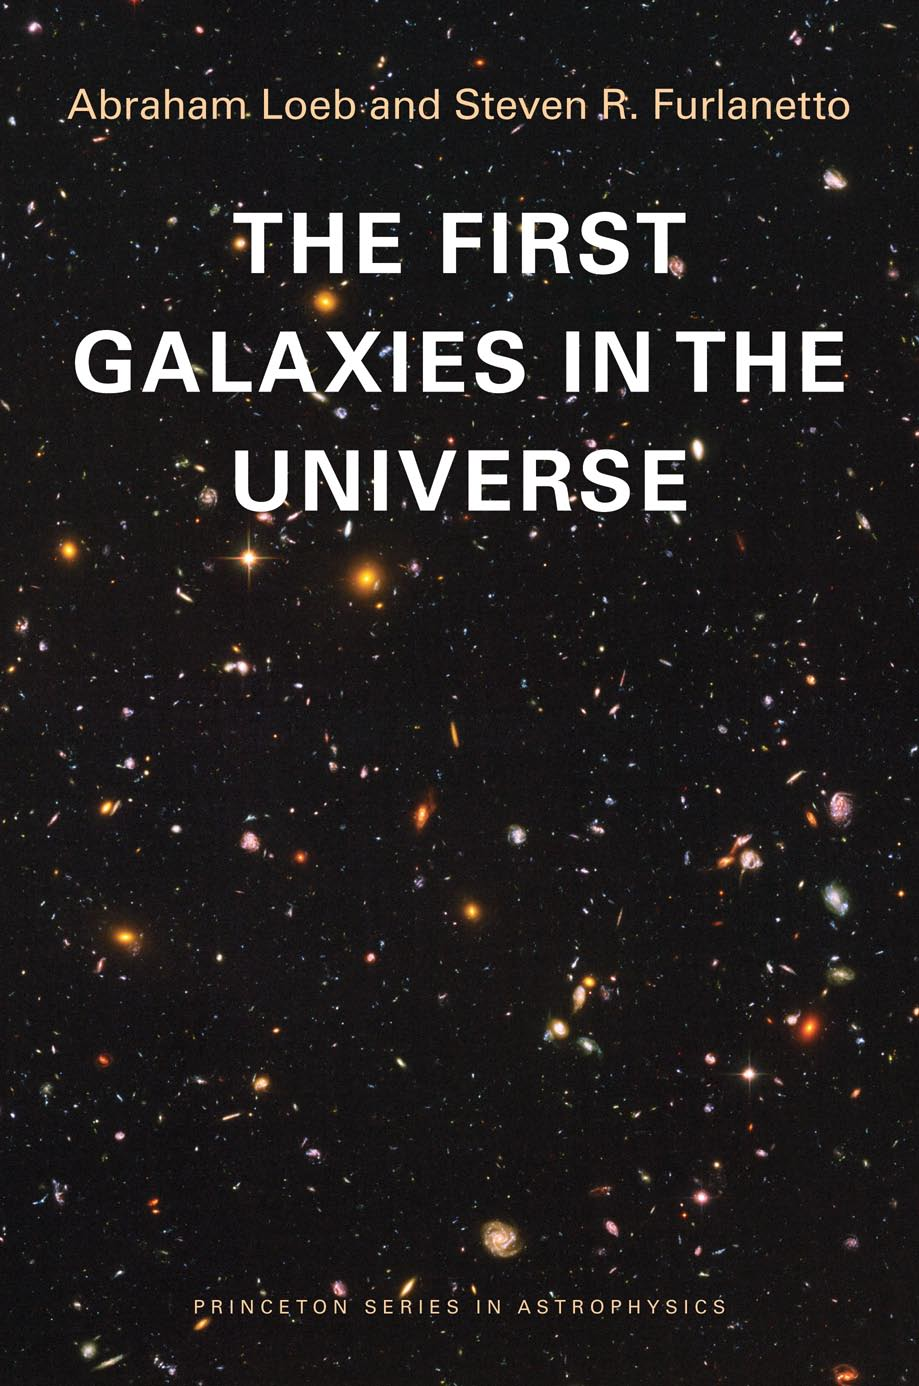 Abraham Loeb and Steven R. Furlanetto
THE FIRST
GALAXIES IN THE
UNIVERSE
PRINCETON SERIES IN ASTROPHYSICS